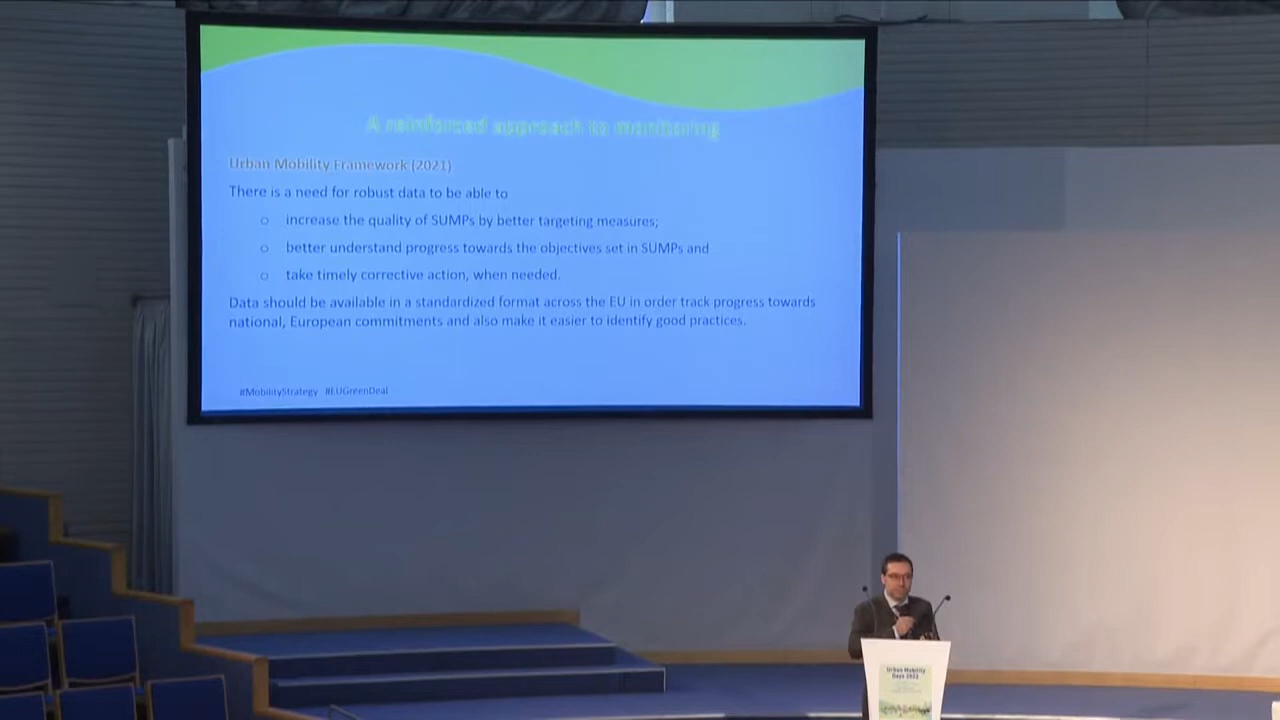 A reinforced approach to monitoring
Urban Mobility Framework (2021)
There is a need for robust data to be able to
o increase the quality of SUMPs by better targeting measures;
o better understand progress towards the objectives set in SUMPs and
o take timely corrective action, when needed.
Data should be available in a standardized format across the EU in order track progress towards
national, European commitments and also make it easier to identify good practices.
#MobilityStrategy #EUGreenDeal
Urban Mobility
Days 2022